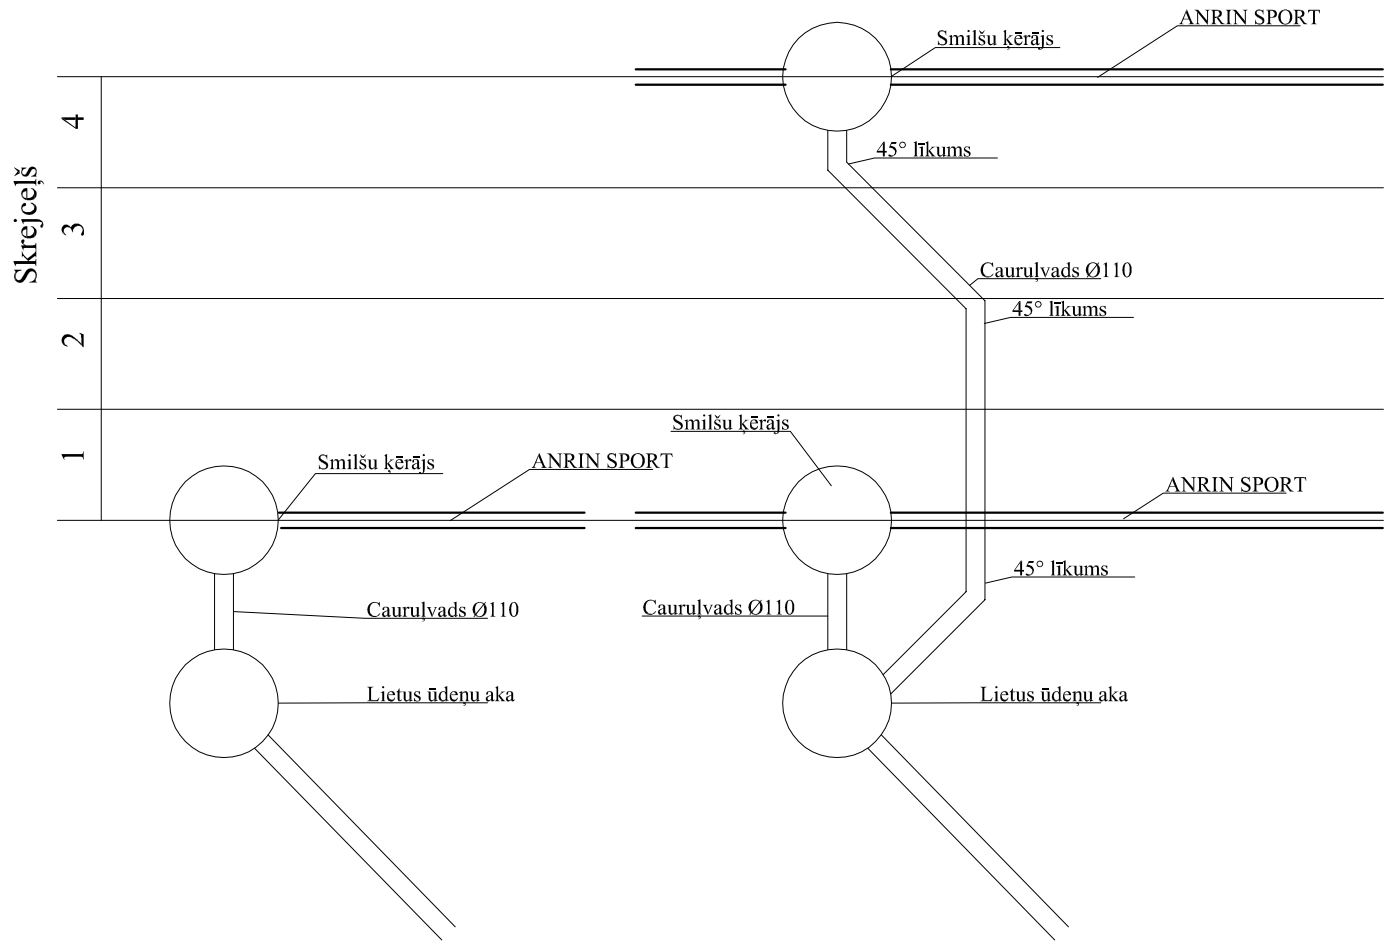 ANRIN SPORT
Smilšu ķērājs
4
45° līkums
Skrejceļš
3
Cauruļvads Ø110
45° līkums
2
Smilšu ķērājs
1
Smilšu ķērājs
ANRIN SPORT
ANRIN SPORT
45° līkums
Cauruļvads Ø110
Cauruļvads Ø110
Lietus ūdeņu aka
Lietus ūdeņu aka